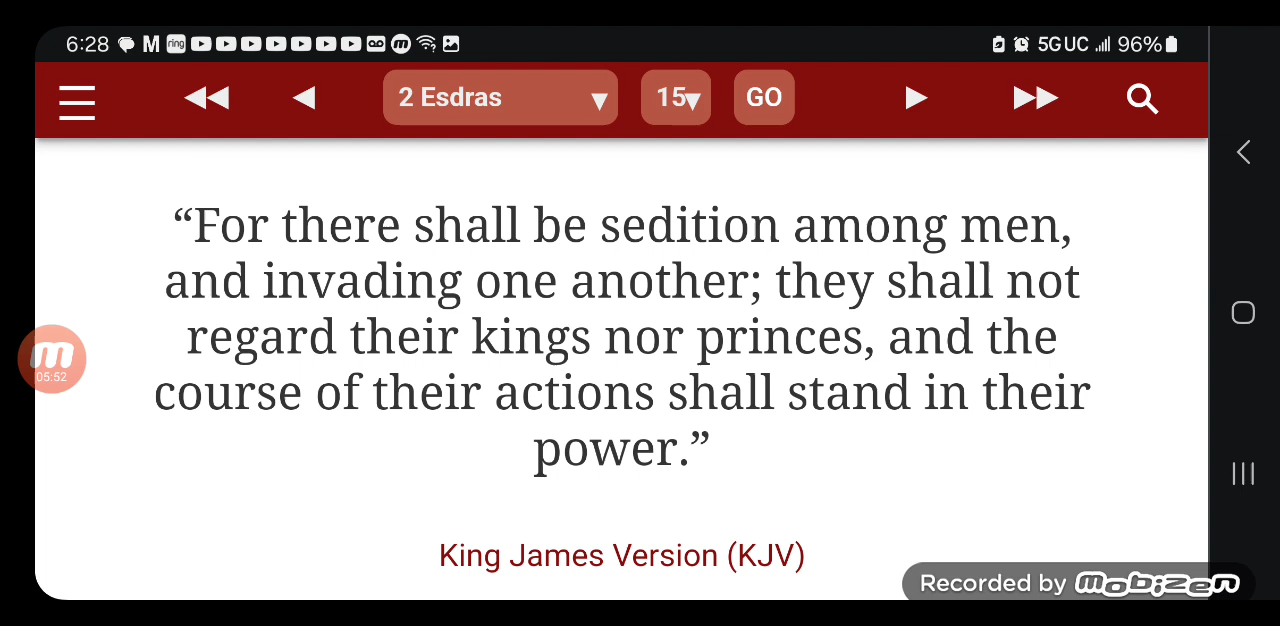 6:28 M ring 5G UC 96%
2 Esdras 15 GO
“For there shall be sedition among men,
and invading one another; they shall not
regard their kings nor princes, and the
course of their actions shall stand in their
power.”
m
05:52
King James Version (KJV)
Recorded by mobizen